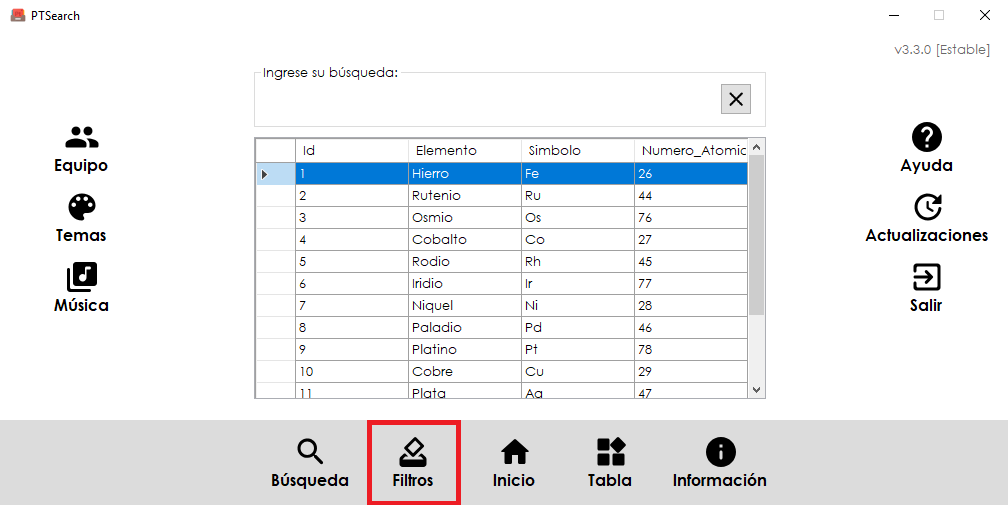 PTSearch
v3.3.0 [Estable]
Ingrese su búsqueda:
Equipo
Temas
Música
Id Elemento Simbolo Numero_Atomic
1 Hierro Fe 26
2 Rutenio Ru 44
3 Osmio Os 76
4 Cobalto Co 27
5 Rodio Rh 45
6 Iridio Ir 77
7 Niquel Ni 28
8 Paladio Pd 46
9 Platino Pt 78
10 Cobre Cu 29
11 Plata Ag 47
Ayuda
Actualizaciones
Salir
Búsqueda Filtros Inicio Tabla Información